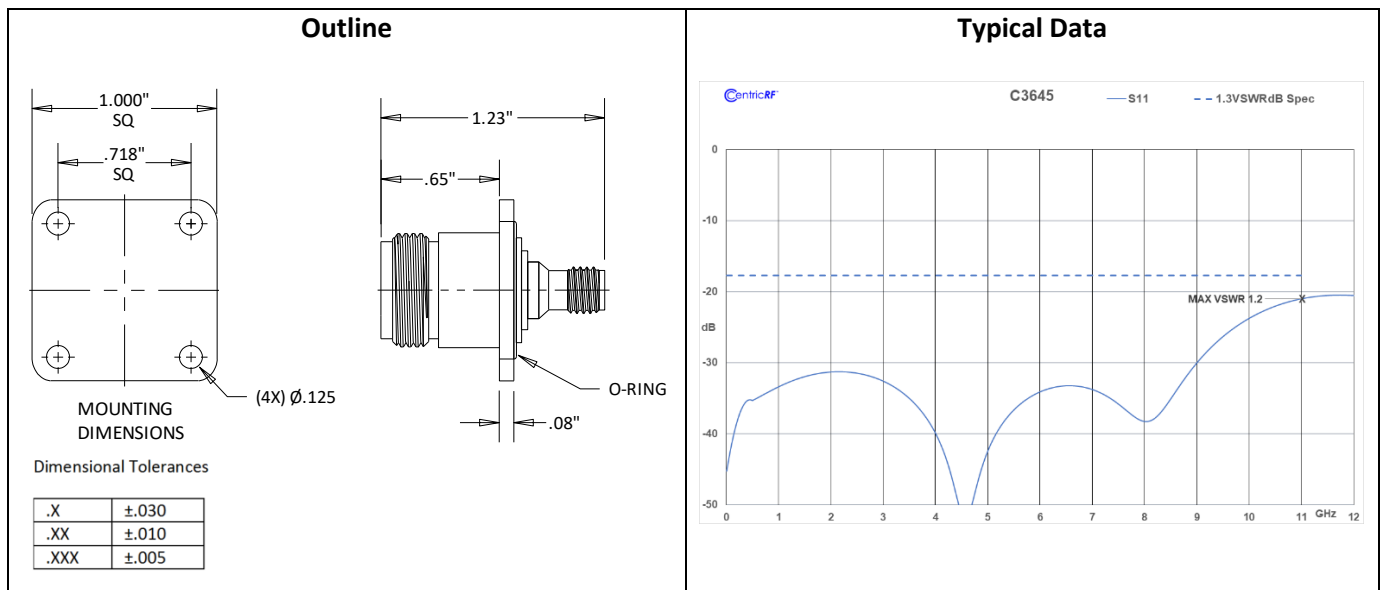 Outline
1.000"
SQ
.718"
SQ
(4X) Ø.125
MOUNTING
DIMENSIONS
1.23"
.65"
O-RING
.08"
Dimensional Tolerances
.X ±.030
.XX ±.010
.XXX ±.005
Typical Data
CentricRF™
C3645
S11
1.3VSWRdB Spec
0
-10
-20
MAX VSWR 1.2
X
dB
-30
-40
-50
0 1 2 3 4 5 6 7 8 9 10 11 GHz 12